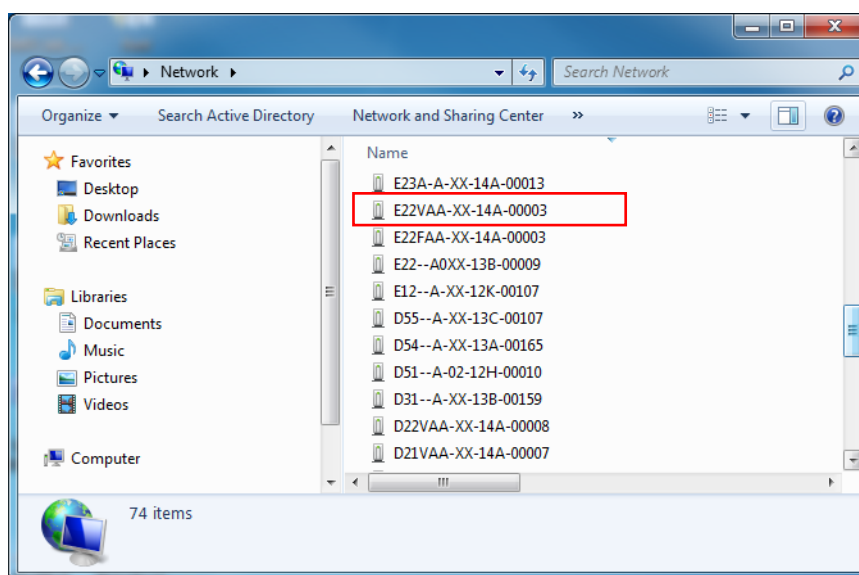 Network
Search Network
Organize
Search Active Directory
Network and Sharing Center
»
Favorites
Desktop
Downloads
Recent Places
Libraries
Documents
Music
Pictures
Videos
Computer
Name
E23A-A-XX-14A-00013
E22VAA-XX-14A-00003
E22FAA-XX-14A-00003
E22--A0XX-13B-00009
E12--A-XX-12K-00107
D55--A-XX-13C-00107
D54--A-XX-13A-00165
D51--A-02-12H-00010
D31--A-XX-13B-00159
D22VAA-XX-14A-00008
D21VAA-XX-14A-00007
74 items